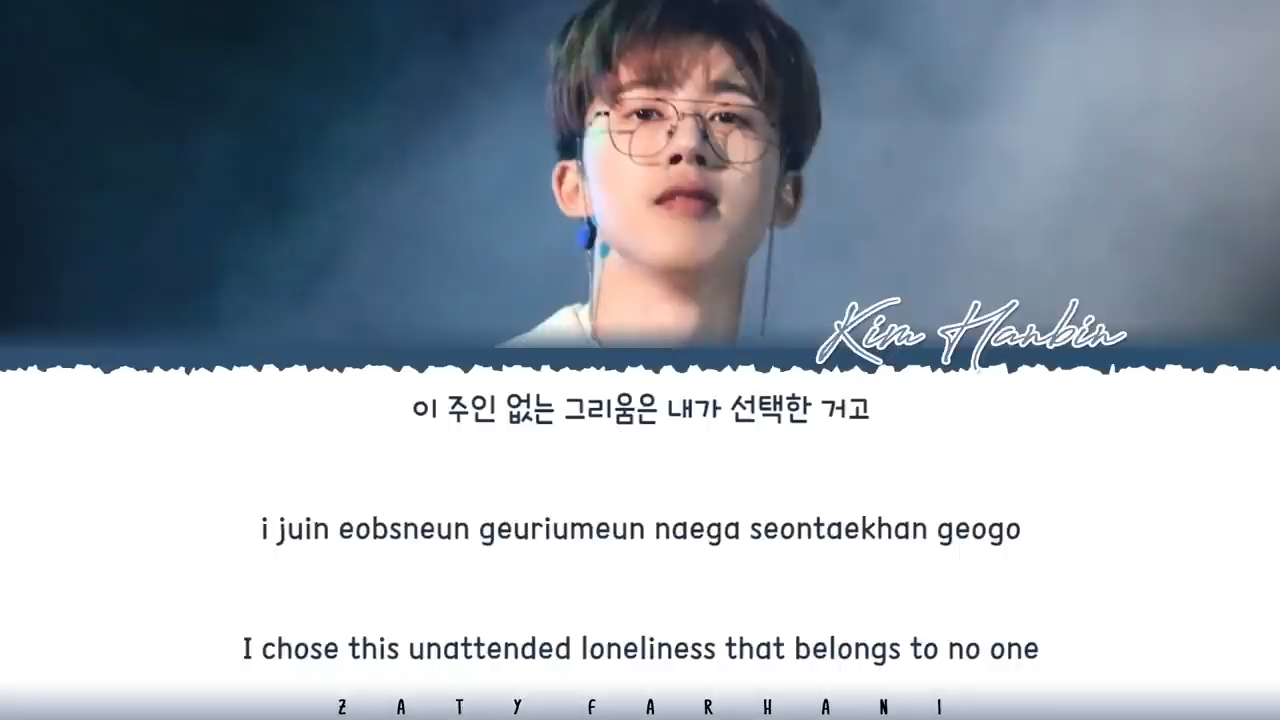 Kim Hanbin
이 주인 없는 그리움은 내가 선택한 거고
i juin eobsneun geuriumeun naega seontaekhan geogo
I chose this unattended loneliness that belongs to no one
ZATY FARHANI